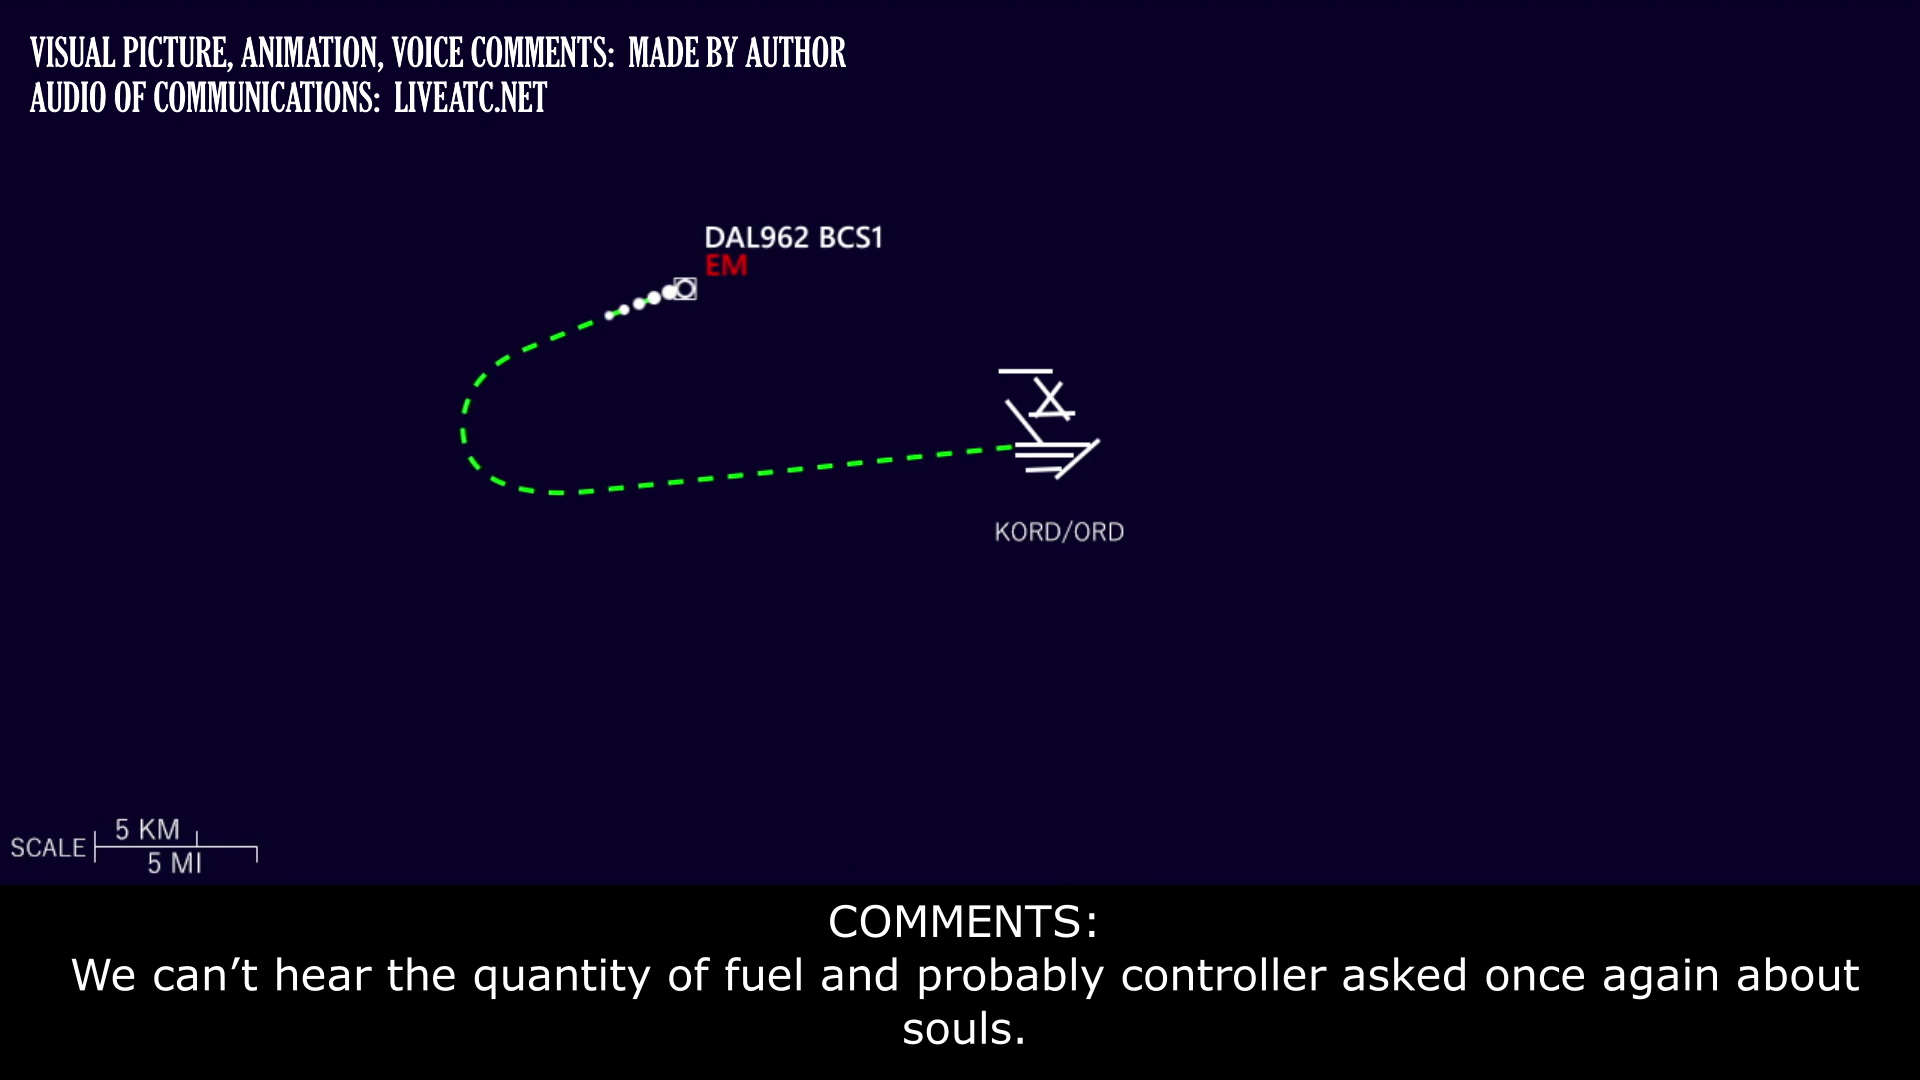 VISUAL PICTURE, ANIMATION, VOICE COMMENTS: MADE BY AUTHOR
AUDIO OF COMMUNICATIONS: LIVEATC.NET
DAL962 BCS1
EM
KORD/ORD
5 KM
SCALE
5 MI
COMMENTS:
We can’t hear the quantity of fuel and probably controller asked once again about
souls.